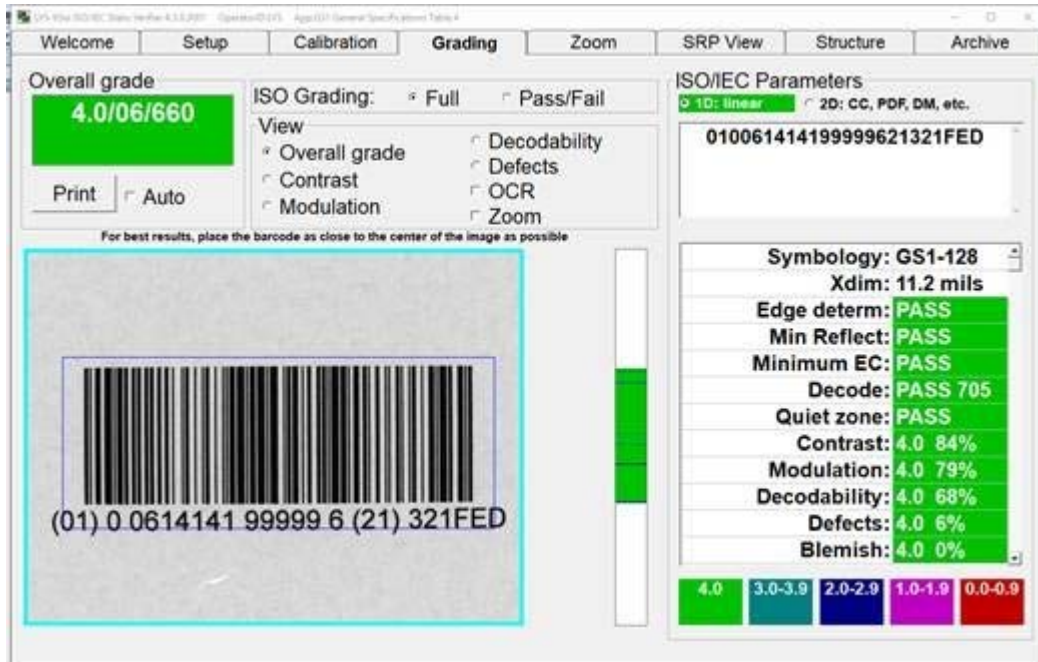 Welcome Setup Calibration Grading Zoom SRP View Structure Archive
Overall grade
4.0/06/660
Print Auto
ISO Grading: Full Pass/Fail
View
Overall grade
Contrast
Modulation
Decodability
Defects
OCR
Zoom
For best results, place the barcode as close to the center of the image as possible
(01) 0 0614141 99999 6 (21) 321FED
ISO/IEC Parameters
1D: linear 2D: CC, PDF, DM, etc.
010061414199999621321FED
Symbology: GS1-128
Xdim: 11.2 mils
Edge determ: PASS
Min Reflect: PASS
Minimum EC: PASS
Decode: PASS 705
Quiet zone: PASS
Contrast: 4.0 84%
Modulation: 4.0 79%
Decodability: 4.0 68%
Defects: 4.0 6%
Blemish: 4.0 0%
4.0 3.0-3.9 2.0-2.9 1.0-1.9 0.0-0.9